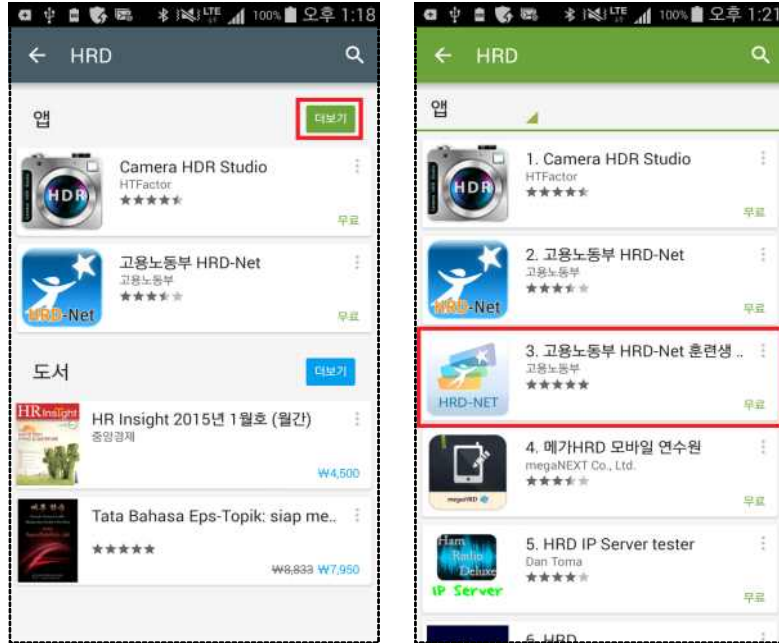 LTE 100% 오후 1:18
HRD
앱
더보기
Camera HDR Studio
HTFactor
무료
HDR
고용노동부 HRD-Net
고용노동부
무료
HRD-Net
도서
더보기
HR Insight
HR Insight 2015년 1월호 (월간)
중앙경제
₩4,500
Tata Bahasa Eps-Topik: siap me..
₩8,833 ₩7,950
LTE 100% 오후 1:21
HRD
앱
1. Camera HDR Studio
HTFactor
무료
HDR
2. 고용노동부 HRD-Net
고용노동부
무료
HRD-Net
3. 고용노동부 HRD-Net 훈련생 ..
고용노동부
무료
HRD-NET
4. 메가HRD 모바일 연수원
megaNEXT Co., Ltd.
무료
megaHRD
5. HRD IP Server tester
Dan Toma
무료
Ham
Radio
Deluxe
IP Server
6. HRD